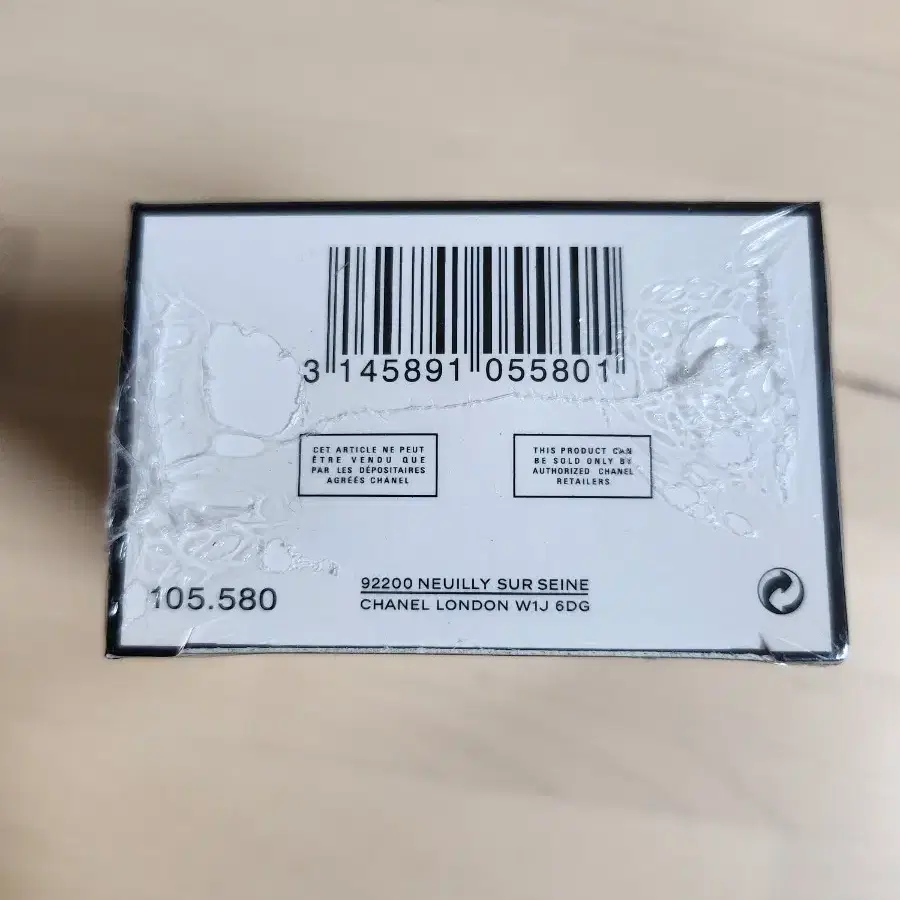 3 145891 055801
CET ARTICLE NE PEUT
ÊTRE VENDU QUE
PAR LES DÉPOSITAIRES
AGRÉÉS CHANEL
THIS PRODUCT CAN
BE SOLD ONLY BY
AUTHORIZED CHANEL
RETAILERS
105.580
92200 NEUILLY SUR SEINE
CHANEL LONDON W1J 6DG